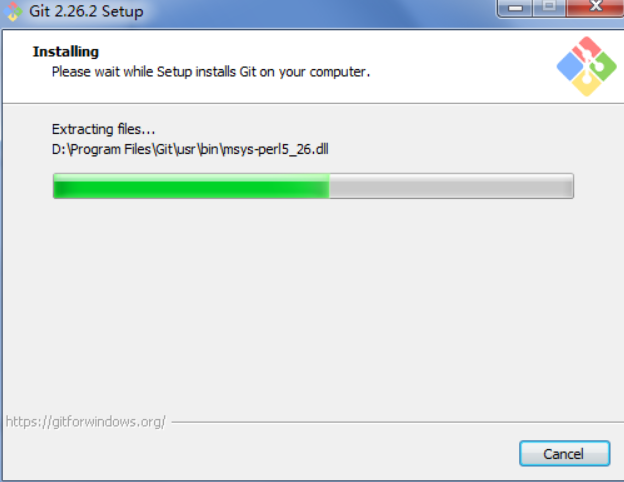 Git 2.26.2 Setup
Installing
Please wait while Setup installs Git on your computer.
Extracting files...
D:\Program Files\Git\usr\bin\msys-perl5_26.dll
https://gitforwindows.org/
Cancel